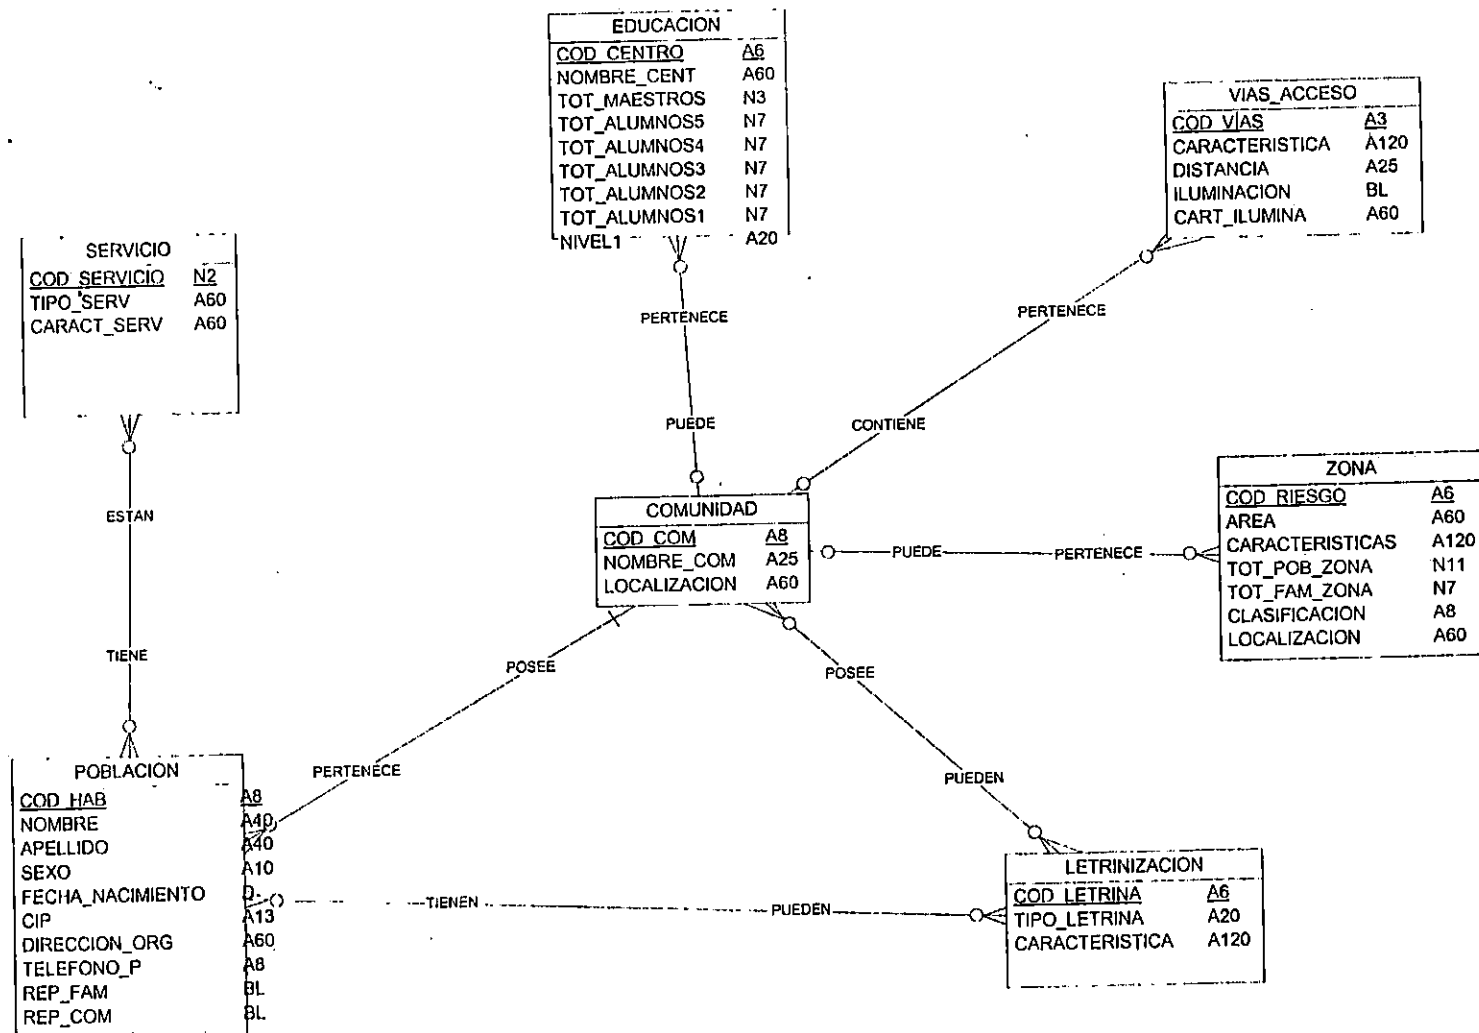 EDUCACION
COD_CENTRO A6
NOMBRE_CENT A60
TOT_MAESTROS N3
TOT_ALUMNOS5 N7
TOT_ALUMNOS4 N7
TOT_ALUMNOS3 N7
TOT_ALUMNOS2 N7
TOT_ALUMNOS1 N7
NIVEL1 A20
VIAS_ACCESO
COD_VIAS A3
CARACTERISTICA A120
DISTANCIA A25
ILUMINACION BL
CART_ILUMINA A60
SERVICIO
COD_SERVICIO N2
TIPO_SERV A60
CARACT_SERV A60
PERTENECE
PUEDE
PERTENECE
CONTIENE
ESTAN
TIENE
COMUNIDAD
COD_COM A8
NOMBRE_COM A25
LOCALIZACION A60
PUEDE
PERTENECE
ZONA
COD_RIESGO A6
AREA A60
CARACTERISTICAS A120
TOT_POB_ZONA N11
TOT_FAM_ZONA N7
CLASIFICACION A8
LOCALIZACION A60
POSEE
PERTENECE
POSEE
PUEDEN
POBLACION
COD_HAB A8
NOMBRE A40
APELLIDO A40
SEXO A10
FECHA_NACIMIENTO D
CIP A13
DIRECCION_ORG A60
TELEFONO_P A8
REP_FAM BL
REP_COM BL
TIENEN
PUEDEN
LETRINIZACION
COD_LETRINA A6
TIPO_LETRINA A20
CARACTERISTICA A120